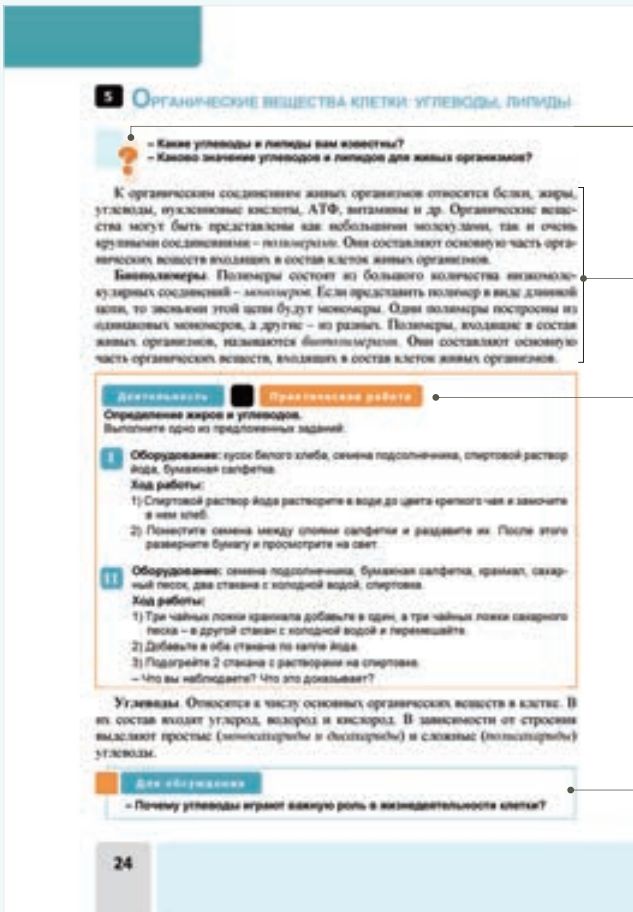 5 ОРГАНИЧЕСКИЕ ВЕЩЕСТВА КЛЕТКИ: УГЛЕВОДЫ, ЛИПИДЫ
?
– Какие углеводы и липиды вам известны?
– Каково значение углеводов и липидов для живых организмов?
К органическим соединениям живых организмов относятся белки, жиры,
углеводы, нуклеиновые кислоты, АТФ, витамины и др. Органические веще-
ства могут быть представлены как небольшими молекулами, так и очень
крупными соединениями – полимерами. Они составляют основную часть орга-
нических веществ входящих в состав клеток живых организмов.
Биополимеры. Полимеры состоят из большого количества низкомоле-
кулярных соединений – мономеров. Если представить полимер в виде длинной
цепи, то звеньями этой цепи будут мономеры. Одни полимеры построены из
одинаковых мономеров, а другие – из разных. Полимеры, входящие в состав
живых организмов, называются биополимерами. Они составляют основную
часть органических веществ, входящих в состав клеток живых организмов.
Деятельность Практическая работа
Определение жиров и углеводов.
Выполните одно из предложенных заданий:
I Оборудование: кусок белого хлеба, семена подсолнечника, спиртовой раствор
йода, бумажная салфетка.
Ход работы:
1) Спиртовой раствор йода растворите в воде до цвета крепкого чая и замочите
в нем хлеб.
2) Поместите семена между слоями салфетки и раздавите их. После этого
разверните бумагу и просмотрите на свет.
II Оборудование: семена подсолнечника, бумажная салфетка, крахмал, сахар-
ный песок, два стакана с холодной водой, спиртовка.
Ход работы:
1) Три чайных ложки крахмала добавьте в один, а три чайных ложки сахарного
песка – в другой стакан с холодной водой и перемешайте.
2) Добавьте в оба стакана по капле йода.
3) Подогрейте 2 стакана с растворами на спиртовке.
– Что вы наблюдаете? Что это доказывает?
Углеводы. Относятся к числу основных органических веществ в клетке. В
их состав входят углерод, водород и кислород. В зависимости от строения
выделяют простые (моносахариды и дисахариды) и сложные (полисахариды)
углеводы.
Для обсуждения
– Почему углеводы играют важную роль в жизнедеятельности клетки?
24